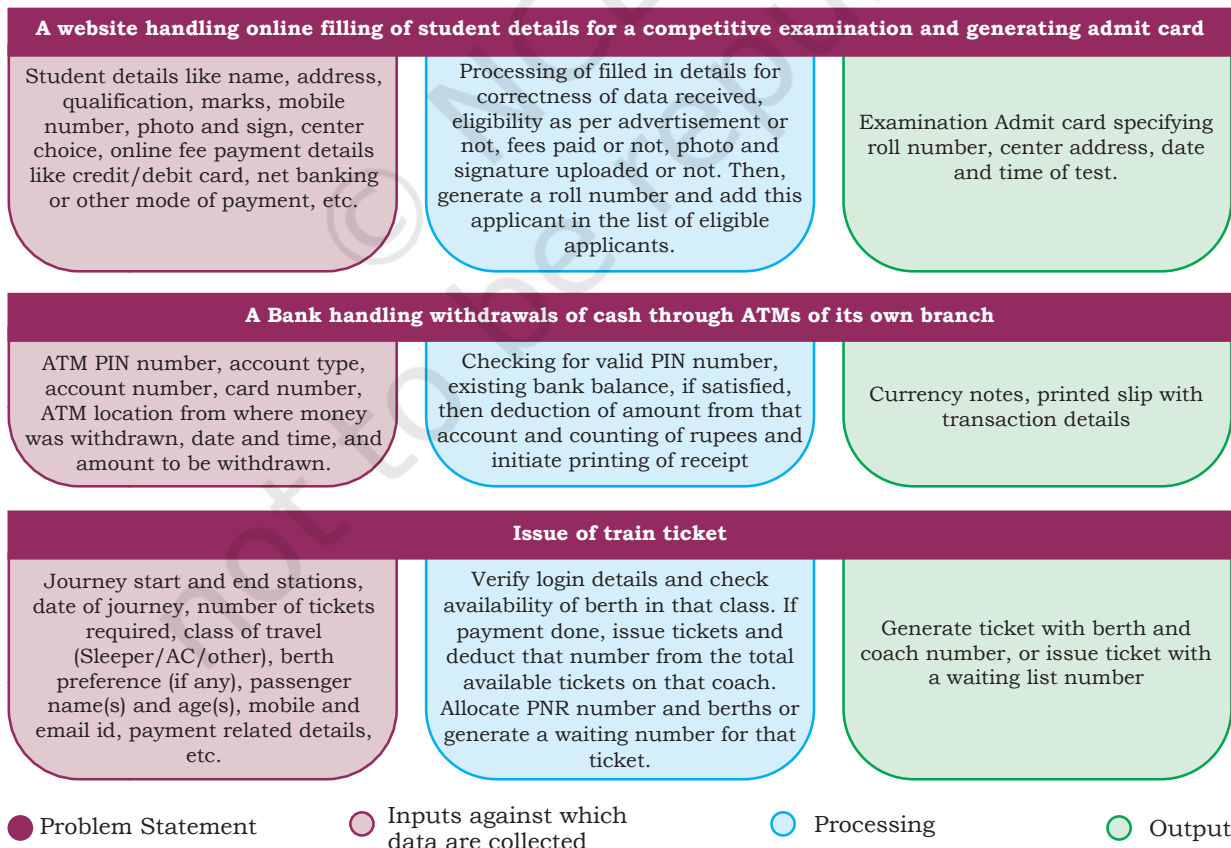 A website handling online filling of student details for a competitive examination and generating admit card
Student details like name, address,
qualification, marks, mobile
number, photo and sign, center
choice, online fee payment details
like credit/debit card, net banking
or other mode of payment, etc.
Processing of filled in details for
correctness of data received,
eligibility as per advertisement or
not, fees paid or not, photo and
signature uploaded or not. Then,
generate a roll number and add this
applicant in the list of eligible
applicants.
Examination Admit card specifying
roll number, center address, date
and time of test.
A Bank handling withdrawals of cash through ATMs of its own branch
ATM PIN number, account type,
account number, card number,
ATM location from where money
was withdrawn, date and time, and
amount to be withdrawn.
Checking for valid PIN number,
existing bank balance, if satisfied,
then deduction of amount from that
account and counting of rupees and
initiate printing of receipt
Currency notes, printed slip with
transaction details
Issue of train ticket
Journey start and end stations,
date of journey, number of tickets
required, class of travel
(Sleeper/AC/other), berth
preference (if any), passenger
name(s) and age(s), mobile and
email id, payment related details,
etc.
Verify login details and check
availability of berth in that class. If
payment done, issue tickets and
deduct that number from the total
available tickets on that coach.
Allocate PNR number and berths or
generate a waiting number for that
ticket.
Generate ticket with berth and
coach number, or issue ticket with
a waiting list number
Problem Statement
Inputs against which
data are collected
Processing
Output
© NC
not to be repu